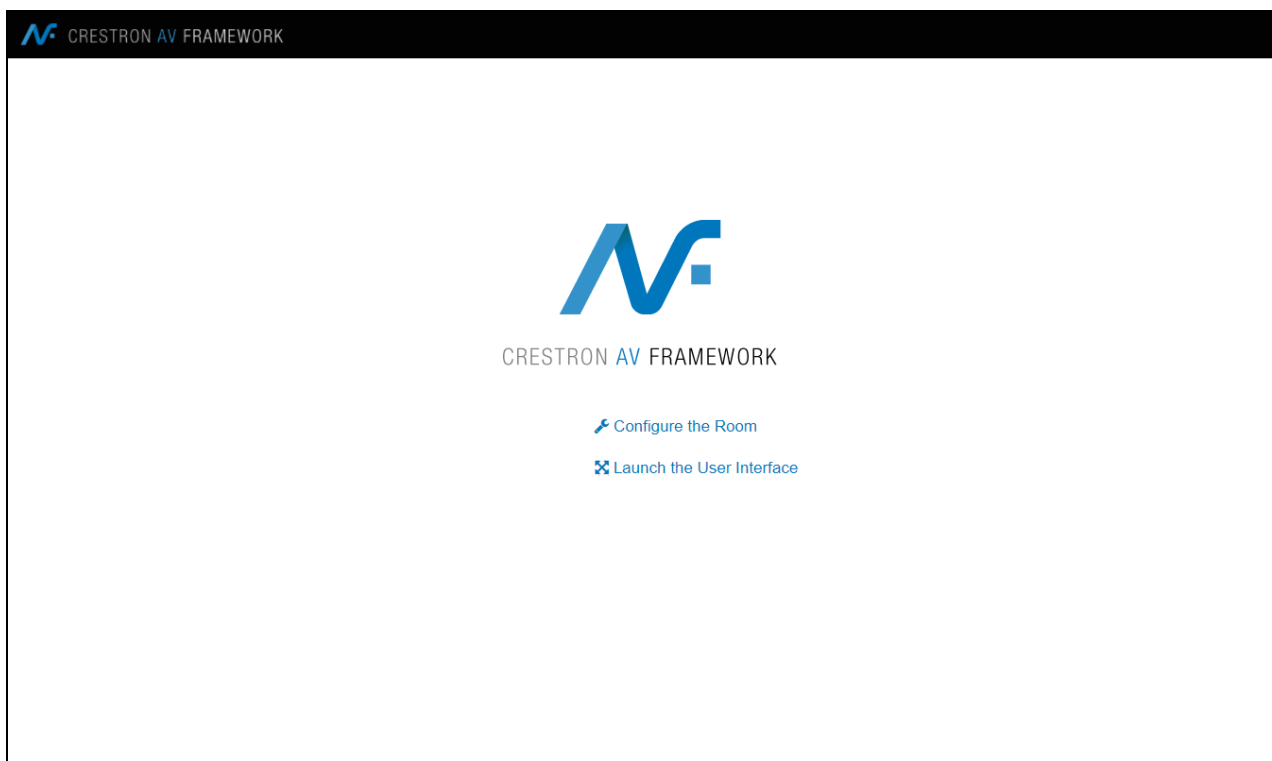 CRESTRON AV FRAMEWORK
CRESTRON AV FRAMEWORK
Configure the Room
Launch the User Interface